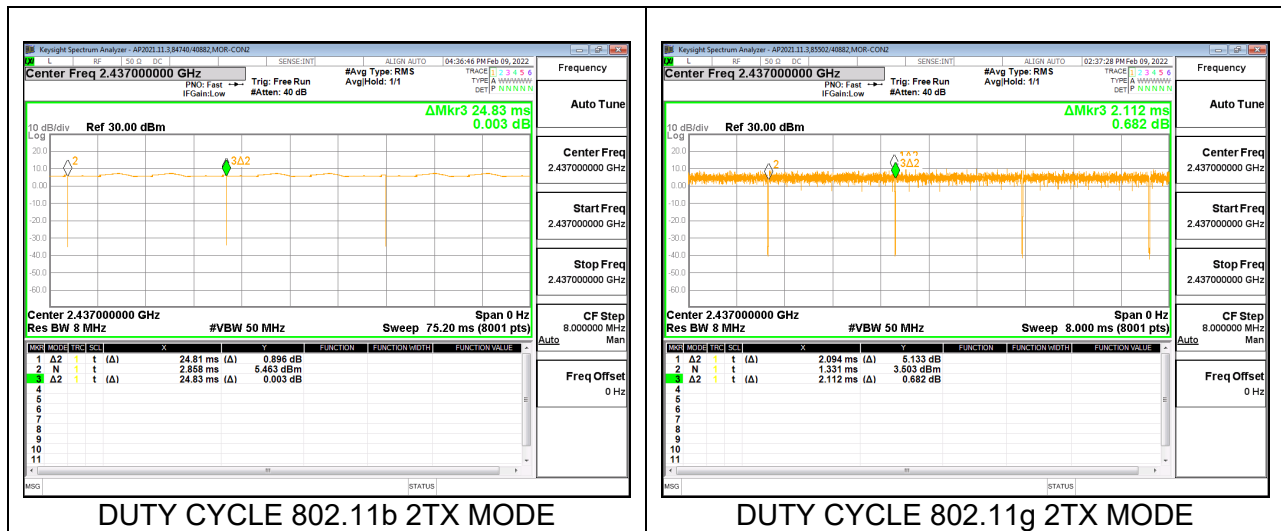 Keysight Spectrum Analyzer - AP2021.11.3,84740/40882,MOR-CON2
L RF 50 Ω DC SENSE:INT ALIGN AUTO 04:36:46 PM Feb 09, 2022
Center Freq 2.437000000 GHz #Avg Type: RMS TRACE 1 2 3 4 5 6
PNO: Fast Trig: Free Run Avg|Hold: 1/1 TYPE A WWWWW
IFGain:Low #Atten: 40 dB DET P N N N N N
ΔMkr3 24.83 ms
0.003 dB
10 dB/div Ref 30.00 dBm
Log
20.0
10.0
0.00
-10.0
-20.0
-30.0
-40.0
-50.0
-60.0
2
3Δ2
Center 2.437000000 GHz Span 0 Hz
Res BW 8 MHz #VBW 50 MHz Sweep 75.20 ms (8001 pts)
MKR MODE TRC SCL X Y FUNCTION FUNCTION WIDTH FUNCTION VALUE
1 Δ2 1 t (Δ) 24.81 ms (Δ) 0.896 dB
2 N 1 t 2.858 ms 5.463 dBm
3 Δ2 1 t (Δ) 24.83 ms (Δ) 0.003 dB
4
5
6
7
8
9
10
11
MSG STATUS
Frequency
Auto Tune
Center Freq
2.437000000 GHz
Start Freq
2.437000000 GHz
Stop Freq
2.437000000 GHz
CF Step
8.000000 MHz
Auto Man
Freq Offset
0 Hz
DUTY CYCLE 802.11b 2TX MODE
Keysight Spectrum Analyzer - AP2021.11.3,85502/40882,MOR-CON2
L RF 50 Ω DC SENSE:INT ALIGN AUTO 02:37:28 PM Feb 09, 2022
Center Freq 2.437000000 GHz #Avg Type: RMS TRACE 1 2 3 4 5 6
PNO: Fast Trig: Free Run Avg|Hold: 1/1 TYPE A WWWWW
IFGain:Low #Atten: 40 dB DET P N N N N N
ΔMkr3 2.112 ms
0.682 dB
10 dB/div Ref 30.00 dBm
Log
20.0
10.0
0.00
-10.0
-20.0
-30.0
-40.0
-50.0
-60.0
2
1Δ2
3Δ2
Center 2.437000000 GHz Span 0 Hz
Res BW 8 MHz #VBW 50 MHz Sweep 8.000 ms (8001 pts)
MKR MODE TRC SCL X Y FUNCTION FUNCTION WIDTH FUNCTION VALUE
1 Δ2 1 t (Δ) 2.094 ms (Δ) 5.133 dB
2 N 1 t 1.331 ms 3.503 dBm
3 Δ2 1 t (Δ) 2.112 ms (Δ) 0.682 dB
4
5
6
7
8
9
10
11
MSG STATUS
Frequency
Auto Tune
Center Freq
2.437000000 GHz
Start Freq
2.437000000 GHz
Stop Freq
2.437000000 GHz
CF Step
8.000000 MHz
Auto Man
Freq Offset
0 Hz
DUTY CYCLE 802.11g 2TX MODE